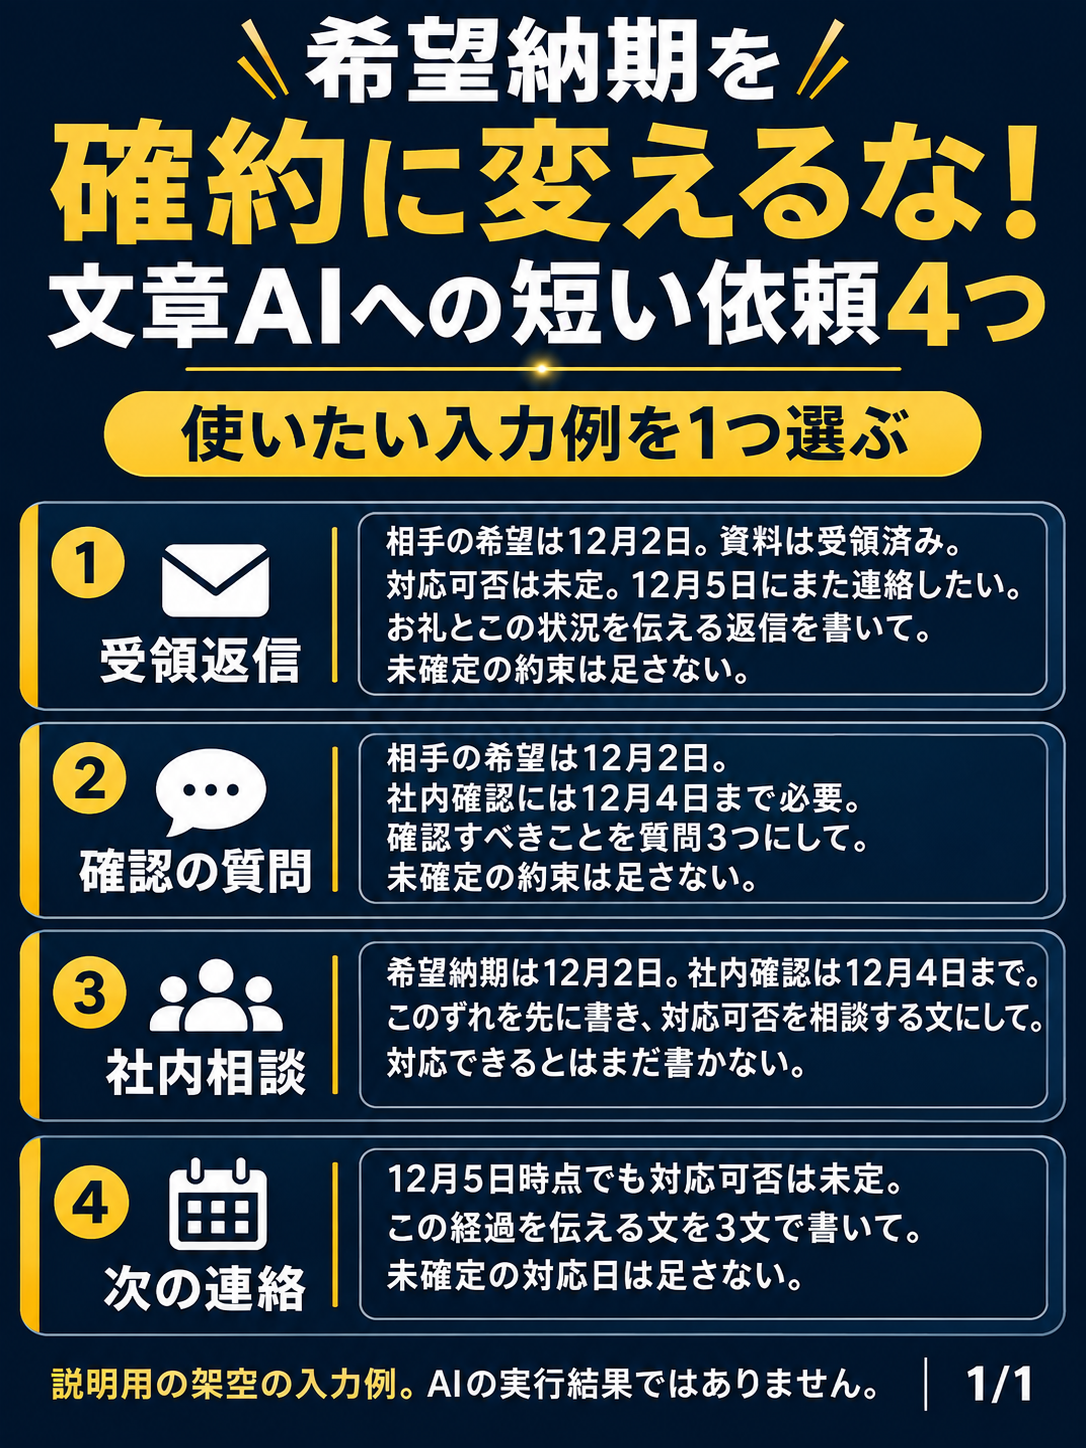 希望納期を
確約に変えるな!
文章AIへの短い依頼4つ
使いたい入力例を1つ選ぶ
1
受領返信
相手の希望は12月2日。資料は受領済み。
対応可否は未定。12月5日にまた連絡したい。
お礼とこの状況を伝える返信を書いて。
未確定の約束は足さない。
2
確認の質問
相手の希望は12月2日。
社内確認には12月4日まで必要。
確認すべきことを質問3つにして。
未確定の約束は足さない。
3
社内相談
希望納期は12月2日。社内確認は12月4日まで。
このずれを先に書き、対応可否を相談する文にして。
対応できるとはまだ書かない。
4
次の連絡
12月5日時点でも対応可否は未定。
この経過を伝える文を3文で書いて。
未確定の対応日は足さない。
説明用の架空の入力例。AIの実行結果ではありません。
1/1